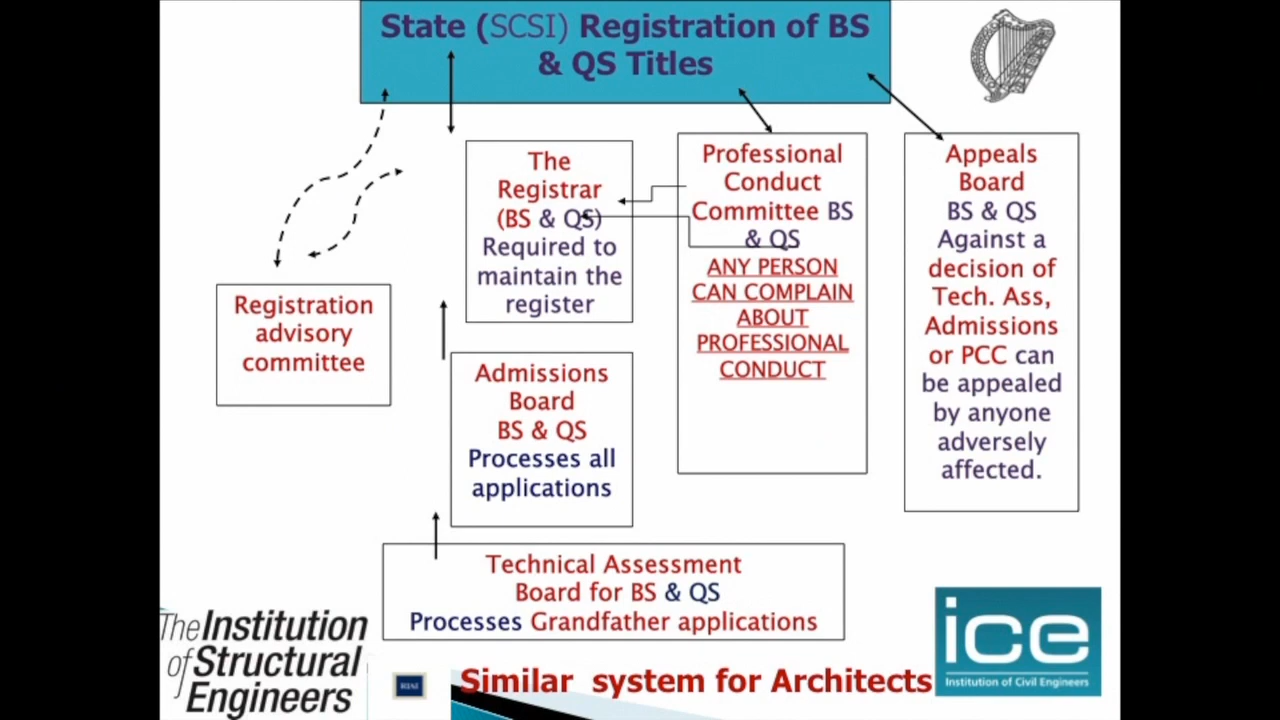 State (SCSI) Registration of BS
& QS Titles
The
Registrar
(BS & QS)
Required to
maintain the
register
Professional
Conduct
Committee BS
& QS
ANY PERSON
CAN COMPLAIN
ABOUT
PROFESSIONAL
CONDUCT
Appeals
Board
BS & QS
Against a
decision of
Tech. Ass,
Admissions
or PCC can
be appealed
by anyone
adversely
affected.
Registration
advisory
committee
Admissions
Board
BS & QS
Processes all
applications
Technical Assessment
Board for BS & QS
Processes Grandfather applications
The Institution
of Structural
Engineers
RIAI
Similar system for Architects
ice
Institution of Civil Engineers